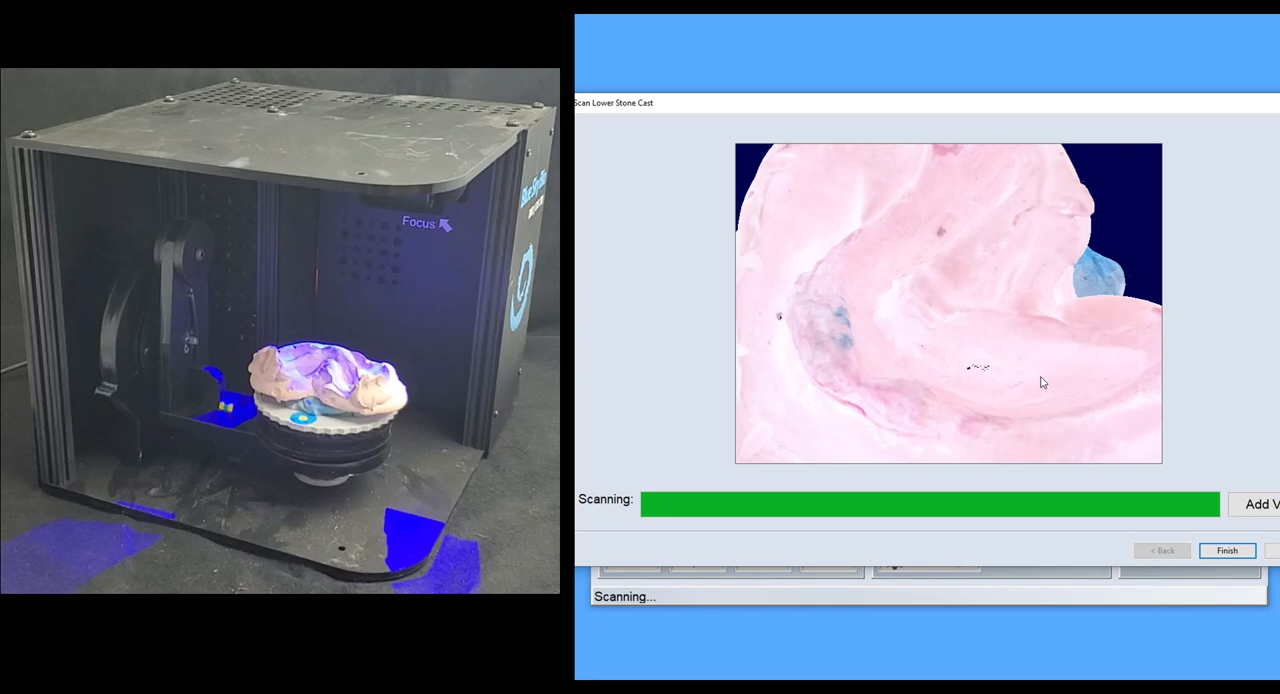 Focus
Scan Lower Stone Cast
Scanning:
Add V
< Back
Finish
Scanning...